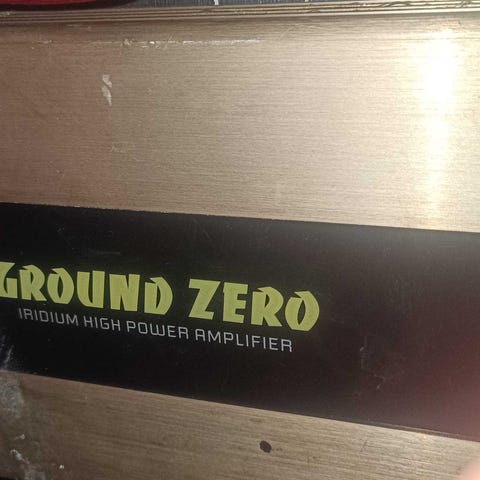 GROUND ZERO
IRIDIUM HIGH POWER AMPLIFIER